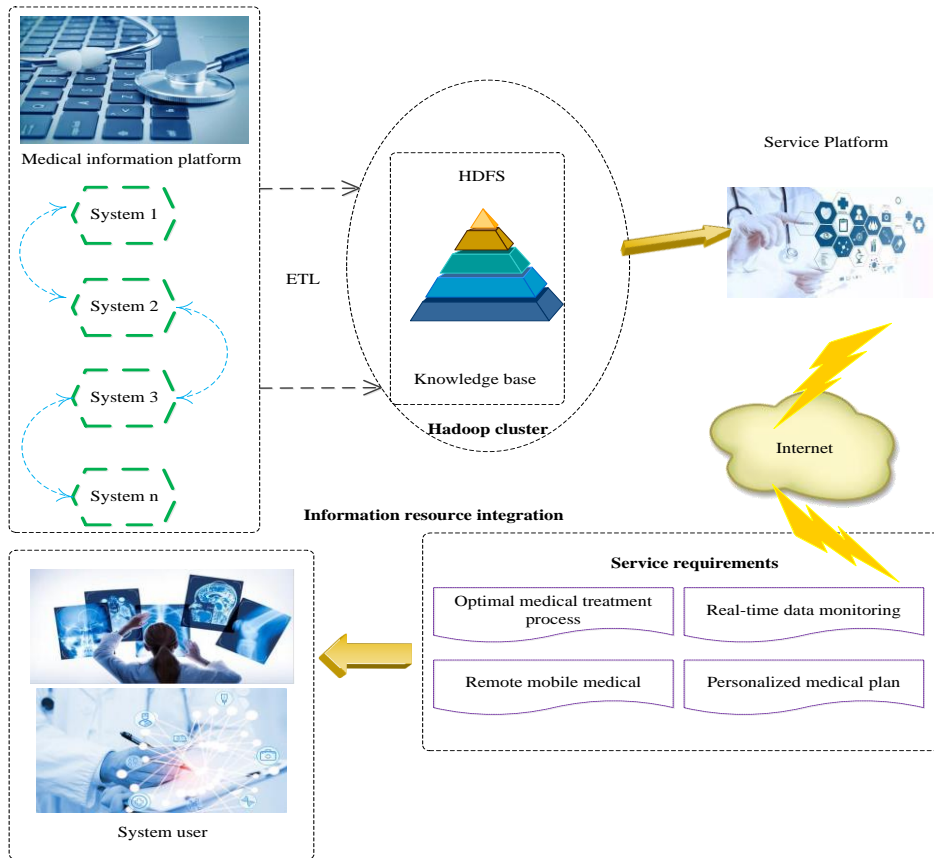 Medical information platform
System 1
System 2
System 3
System n
ETL
HDFS
Knowledge base
Hadoop cluster
Service Platform
Internet
Information resource integration
Service requirements
Optimal medical treatment
process
Real-time data monitoring
Remote mobile medical
Personalized medical plan
System user